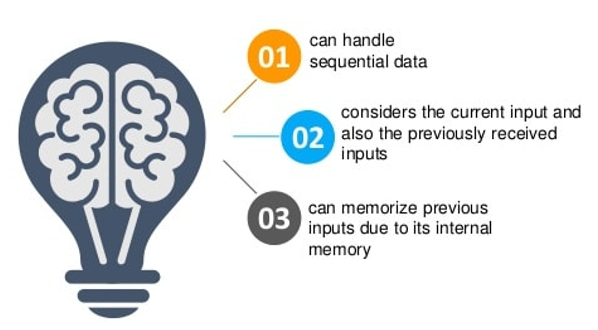 01
can handle
sequential data
02
considers the current input and
also the previously received
inputs
03
can memorize previous
inputs due to its internal
memory